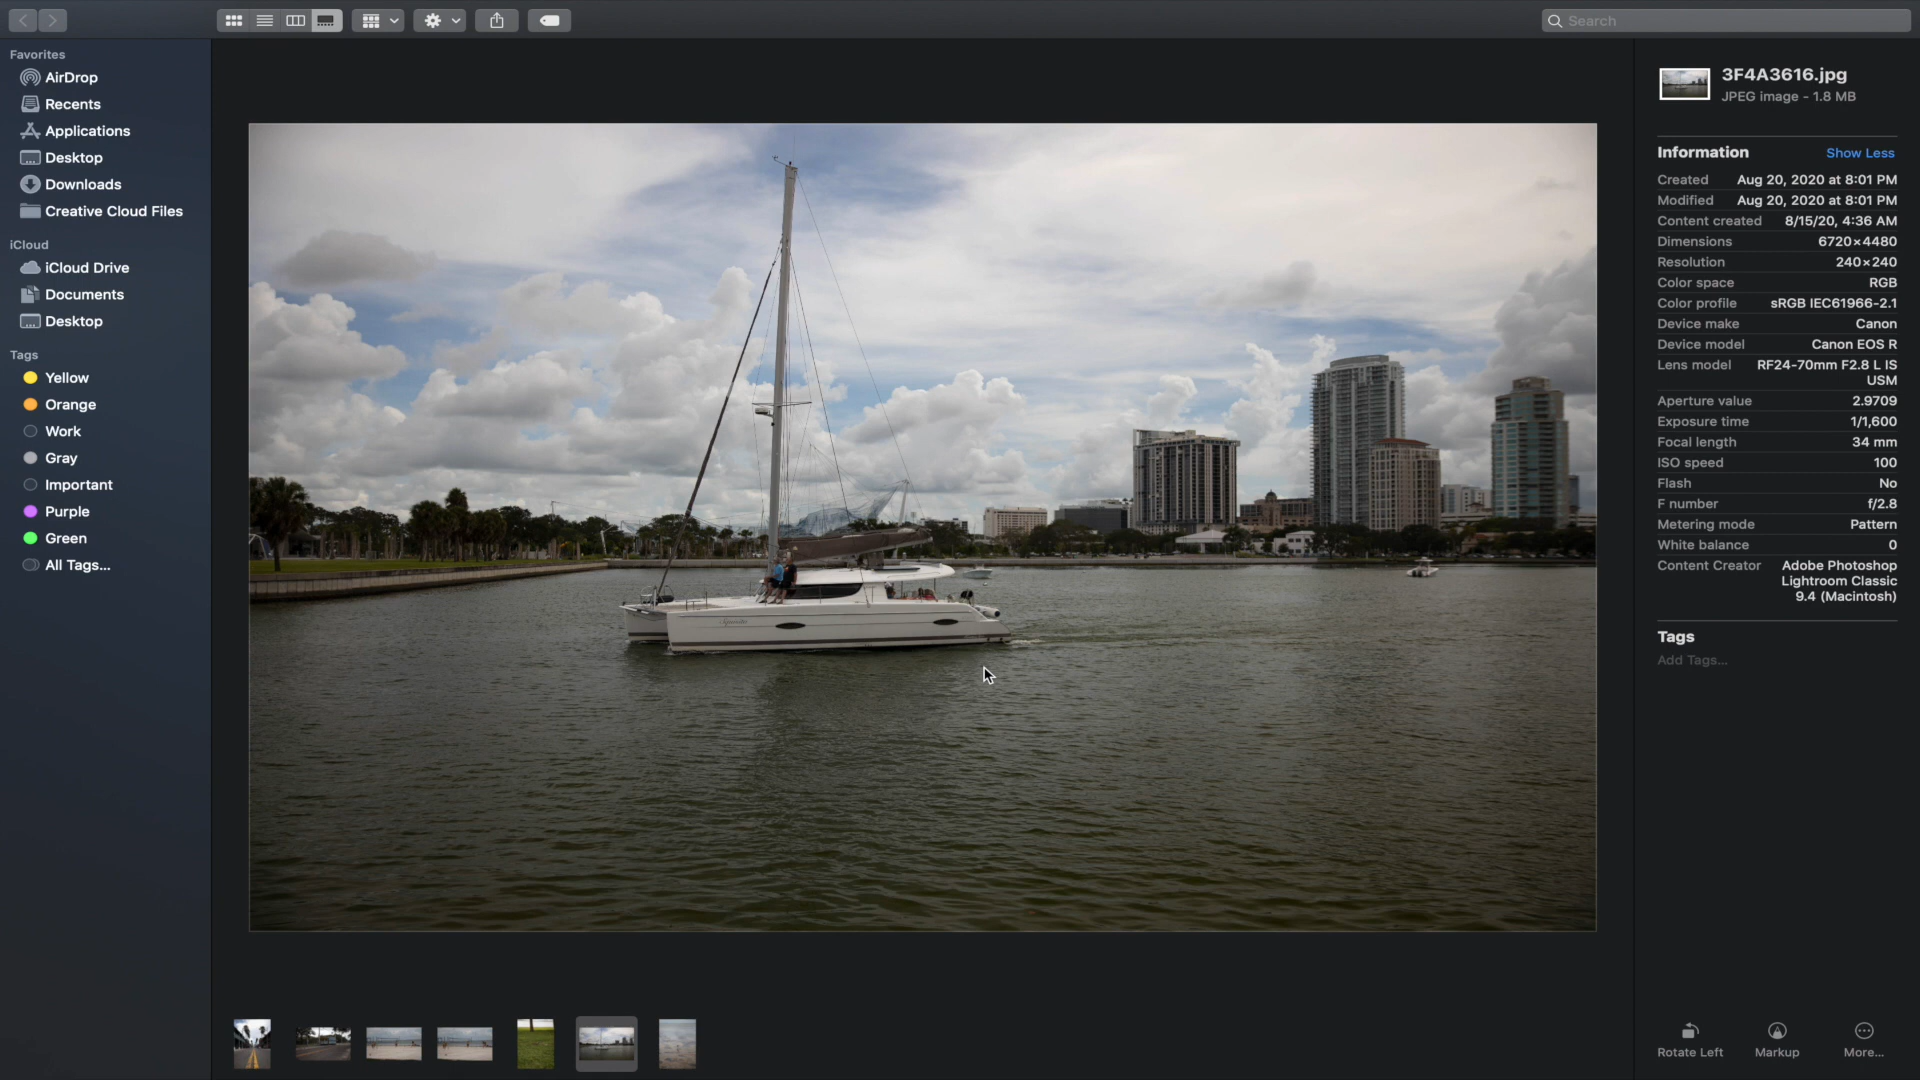 Search
Favorites
AirDrop
Recents
Applications
Desktop
Downloads
Creative Cloud Files
iCloud
iCloud Drive
Documents
Desktop
Tags
Yellow
Orange
Work
Gray
Important
Purple
Green
All Tags...
3F4A3616.jpg
JPEG image - 1.8 MB
Information Show Less
Created Aug 20, 2020 at 8:01 PM
Modified Aug 20, 2020 at 8:01 PM
Content created 8/15/20, 4:36 AM
Dimensions 6720×4480
Resolution 240×240
Color space RGB
Color profile sRGB IEC61966-2.1
Device make Canon
Device model Canon EOS R
Lens model RF24-70mm F2.8 L IS
USM
Aperture value 2.9709
Exposure time 1/1,600
Focal length 34 mm
ISO speed 100
Flash No
F number f/2.8
Metering mode Pattern
White balance 0
Content Creator Adobe Photoshop
Lightroom Classic
9.4 (Macintosh)
Tags
Add Tags...
Rotate Left
Markup
More...